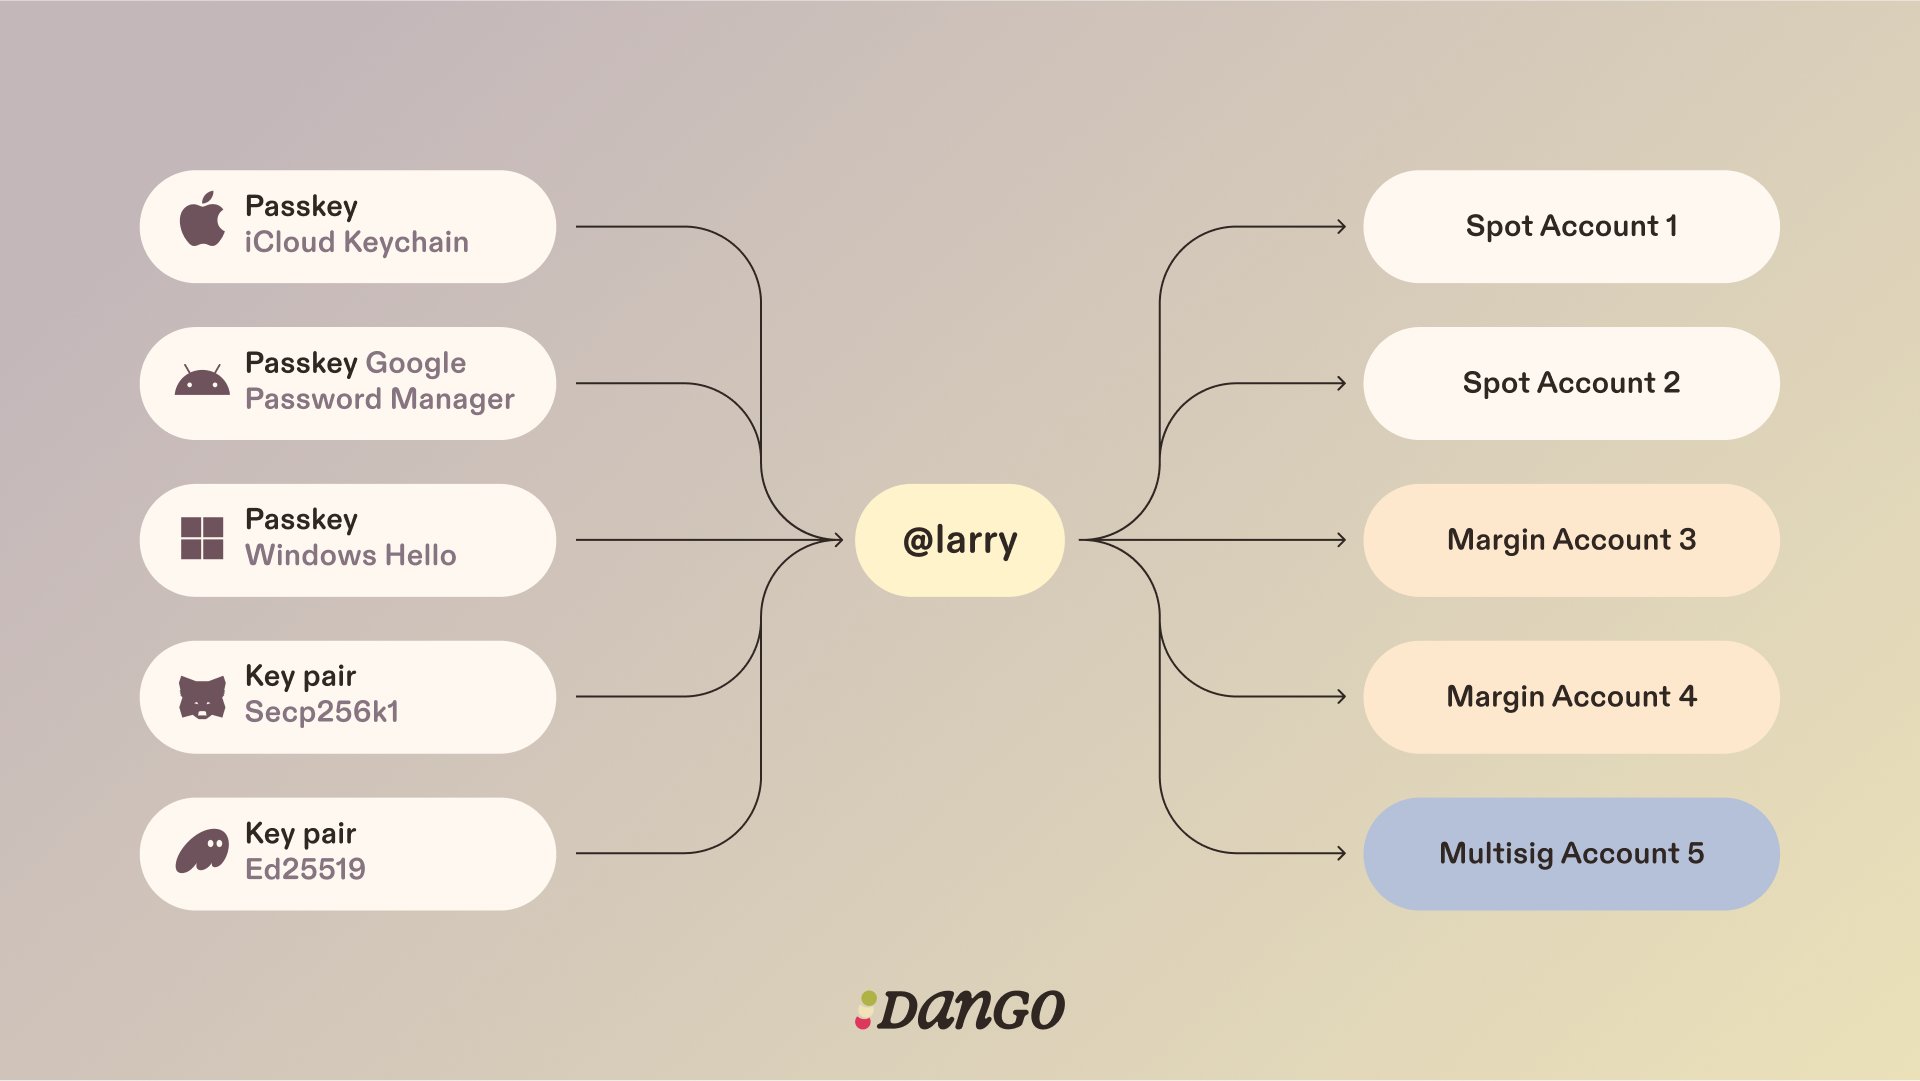 Passkey
iCloud Keychain
Passkey Google
Password Manager
Passkey
Windows Hello
Key pair
Secp256k1
Key pair
Ed25519
@larry
Spot Account 1
Spot Account 2
Margin Account 3
Margin Account 4
Multisig Account 5
DANGO